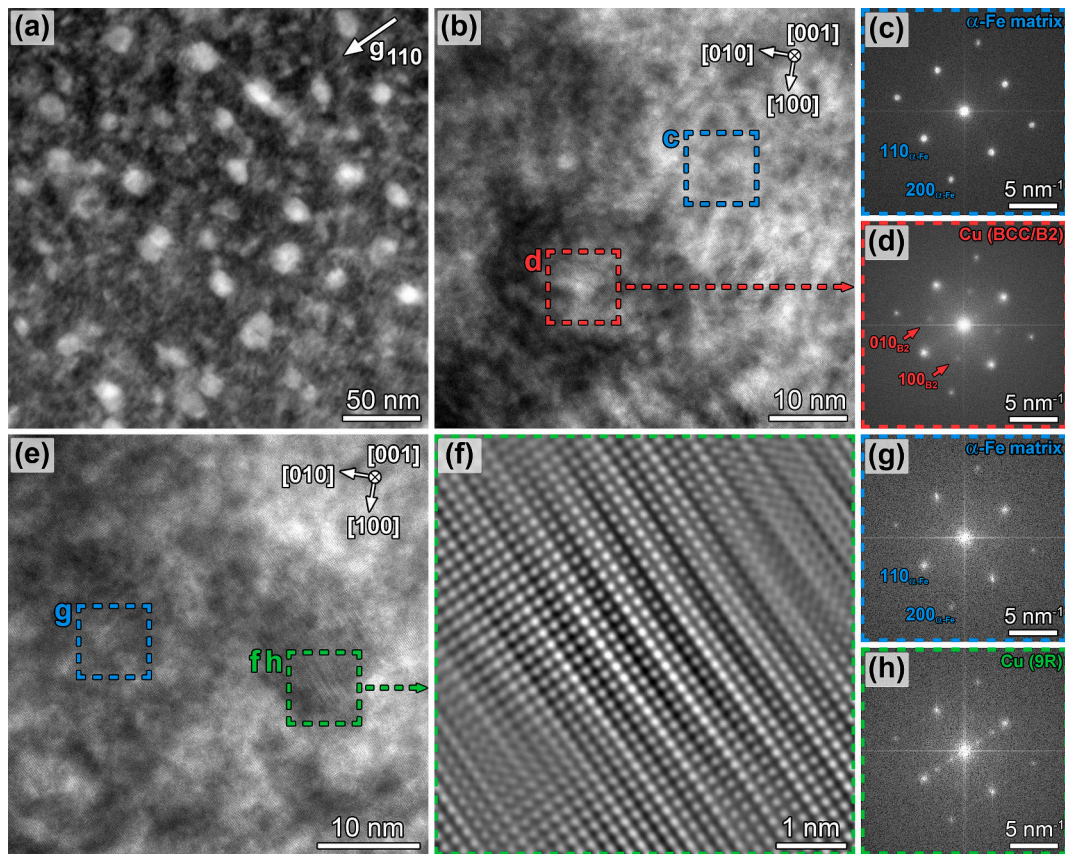 (a)
g110
50 nm
(b)
[001]
[010]
[100]
c
d
10 nm
(c)
α-Fe matrix
110α-Fe
200α-Fe
5 nm-1
(d)
Cu (BCC/B2)
010B2
100B2
5 nm-1
(e)
[001]
[010]
[100]
g
f h
10 nm
(f)
1 nm
(g)
α-Fe matrix
110α-Fe
200α-Fe
5 nm-1
(h)
Cu (9R)
5 nm-1